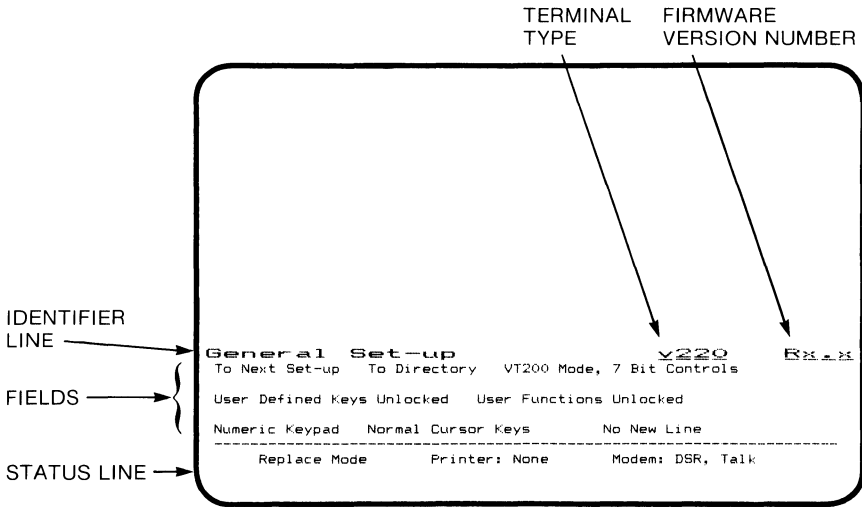 TERMINAL TYPE
FIRMWARE VERSION NUMBER
IDENTIFIER LINE
General Set-up v220 Rx.x
To Next Set-up To Directory VT200 Mode, 7 Bit Controls
FIELDS
User Defined Keys Unlocked User Functions Unlocked
Numeric Keypad Normal Cursor Keys No New Line
STATUS LINE
Replace Mode Printer: None Modem: DSR, Talk